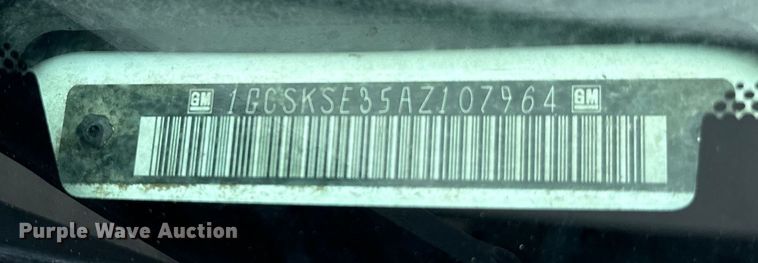 GM 1GCSKSE35AZ107964 GM
Purple Wave Auction®